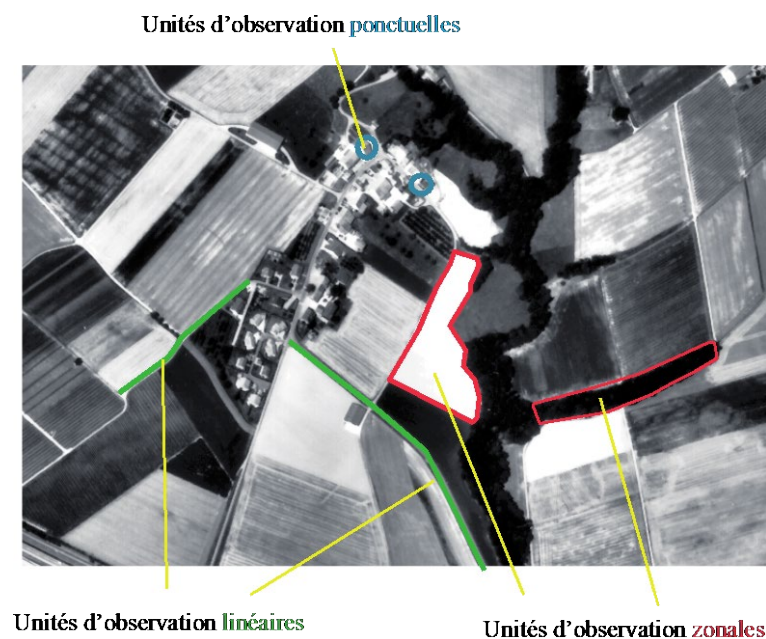 Unités d'observation ponctuelles
Unités d'observation linéaires
Unités d'observation zonales